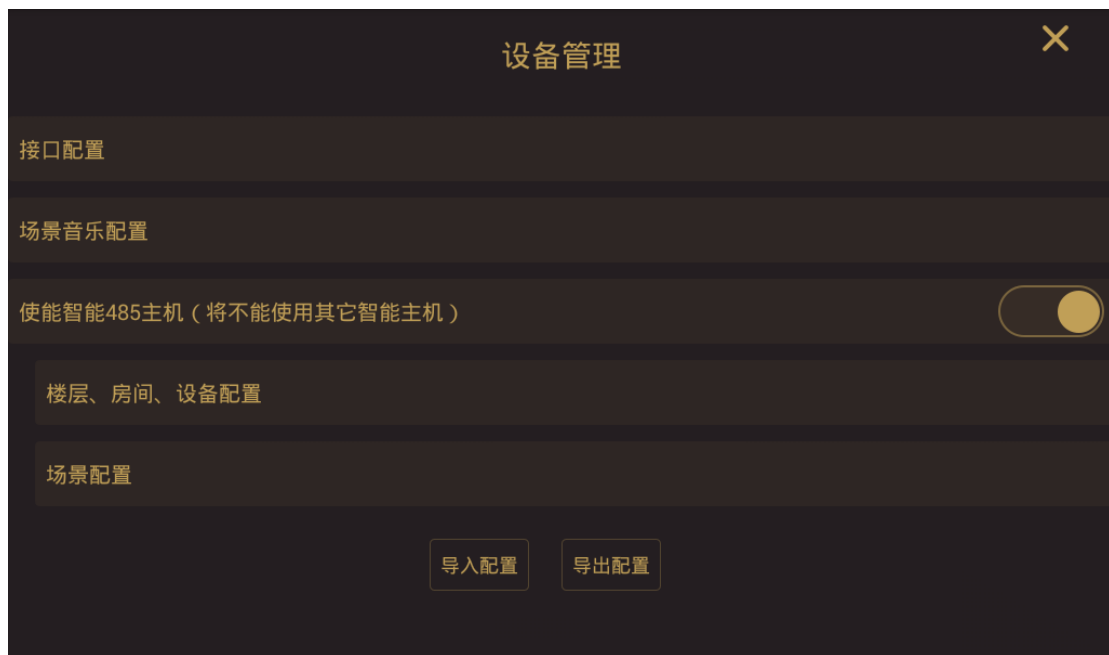 设备管理
接口配置
场景音乐配置
使能智能485主机（将不能使用其它智能主机）
楼层、房间、设备配置
场景配置
导入配置
导出配置